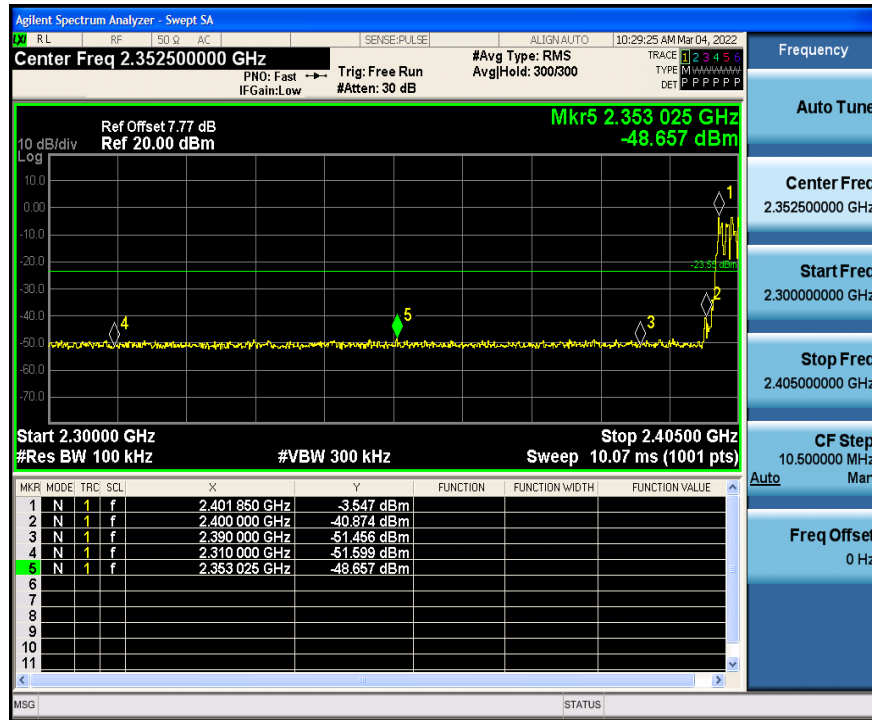 Agilent Spectrum Analyzer - Swept SA
LXI RL RF 50 Ω AC SENSE:PULSE ALIGN AUTO 10:29:25 AM Mar 04, 2022
Center Freq 2.352500000 GHz
PNO: Fast
IFGain:Low
Trig: Free Run
#Atten: 30 dB
#Avg Type: RMS
Avg|Hold: 300/300
TRACE 1 2 3 4 5 6
TYPE M WWWWW
DET P P P P P P
Frequency
Auto Tune
Center Freq
2.352500000 GHz
Start Freq
2.300000000 GHz
Stop Freq
2.405000000 GHz
CF Step
10.500000 MHz
Auto Man
Freq Offset
0 Hz
Mkr5 2.353 025 GHz
-48.657 dBm
Ref Offset 7.77 dB
10 dB/div Ref 20.00 dBm
Log
10.0
0.00
-10.0
-20.0
-30.0
-40.0
-50.0
-60.0
-70.0
1
2
3
4
5
Start 2.30000 GHz Stop 2.40500 GHz
#Res BW 100 kHz #VBW 300 kHz Sweep 10.07 ms (1001 pts)
MKR MODE TRC SCL X Y FUNCTION FUNCTION WIDTH FUNCTION VALUE
1 N 1 f 2.401 850 GHz -3.547 dBm
2 N 1 f 2.400 000 GHz -40.874 dBm
3 N 1 f 2.390 000 GHz -51.456 dBm
4 N 1 f 2.310 000 GHz -51.599 dBm
5 N 1 f 2.353 025 GHz -48.657 dBm
6
7
8
9
10
11
MSG STATUS